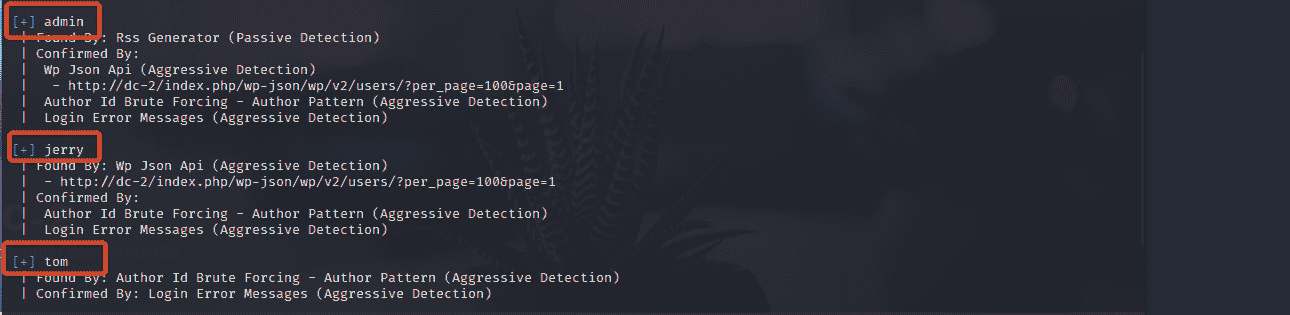 [+] admin
| Found By: Rss Generator (Passive Detection)
| Confirmed By:
|  Wp Json Api (Aggressive Detection)
|   - http://dc-2/index.php/wp-json/wp/v2/users/?per_page=100&page=1
|  Author Id Brute Forcing - Author Pattern (Aggressive Detection)
|  Login Error Messages (Aggressive Detection)
[+] jerry
| Found By: Wp Json Api (Aggressive Detection)
|  - http://dc-2/index.php/wp-json/wp/v2/users/?per_page=100&page=1
| Confirmed By:
|  Author Id Brute Forcing - Author Pattern (Aggressive Detection)
|  Login Error Messages (Aggressive Detection)
[+] tom
| Found By: Author Id Brute Forcing - Author Pattern (Aggressive Detection)
| Confirmed By: Login Error Messages (Aggressive Detection)